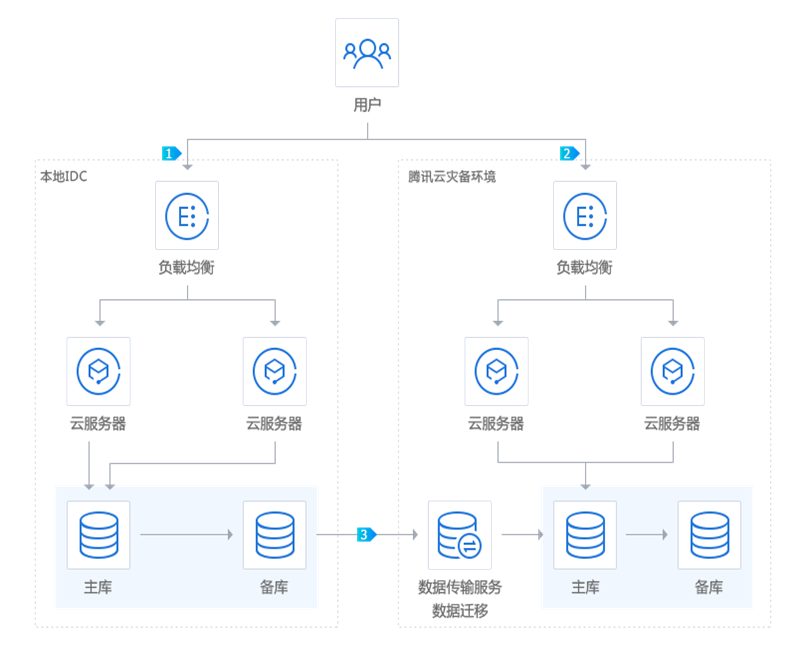 用户
1
2
本地IDC
腾讯云灾备环境
负载均衡
负载均衡
云服务器
云服务器
云服务器
云服务器
3
主库
备库
数据传输服务
数据迁移
主库
备库